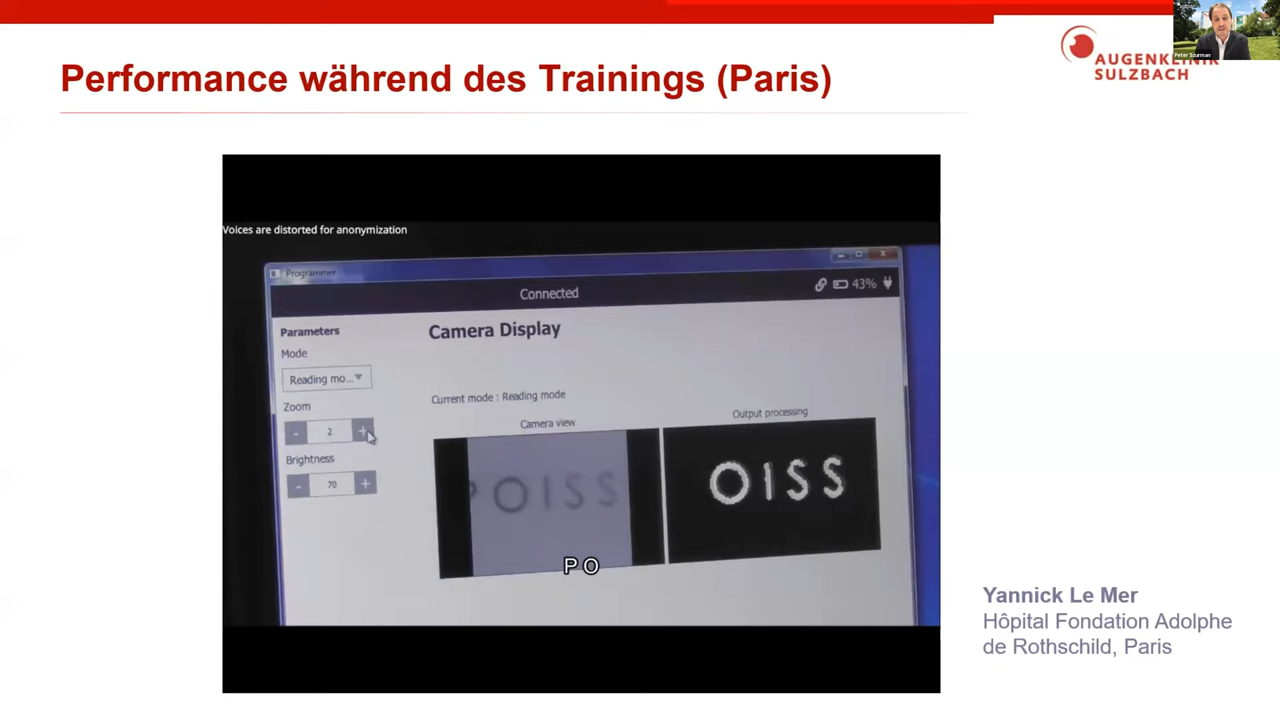 Peter Szurman
AUGENKLINIK
SULZBACH
Performance während des Trainings (Paris)
Voices are distorted for anonymization
Programmer
Connected
43%
Parameters
Camera Display
Mode
Reading mo...
Current mode : Reading mode
Zoom
- 2 +
Camera view
Output processing
Brightness
- 70 +
P O I S S
O I S S
P O
Yannick Le Mer
Hôpital Fondation Adolphe
de Rothschild, Paris